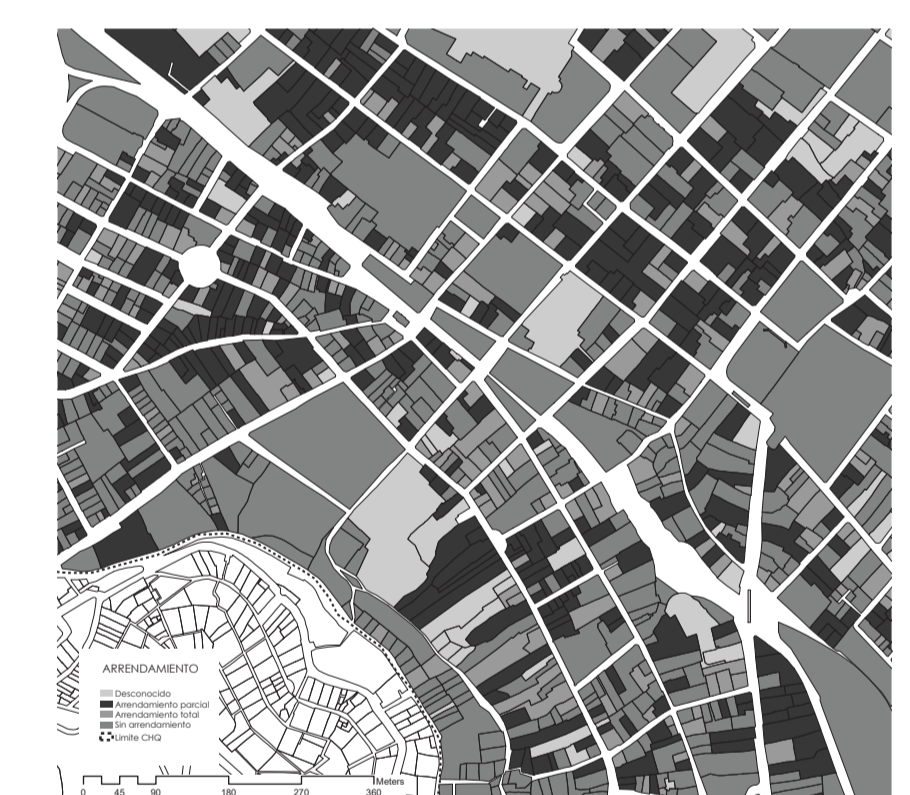 ARRENDAMIENTO
Desconocido
Arrendamiento parcial
Arrendamiento total
Sin arrendamiento
Limite CHQ
Meters
0 45 90 180 270 360